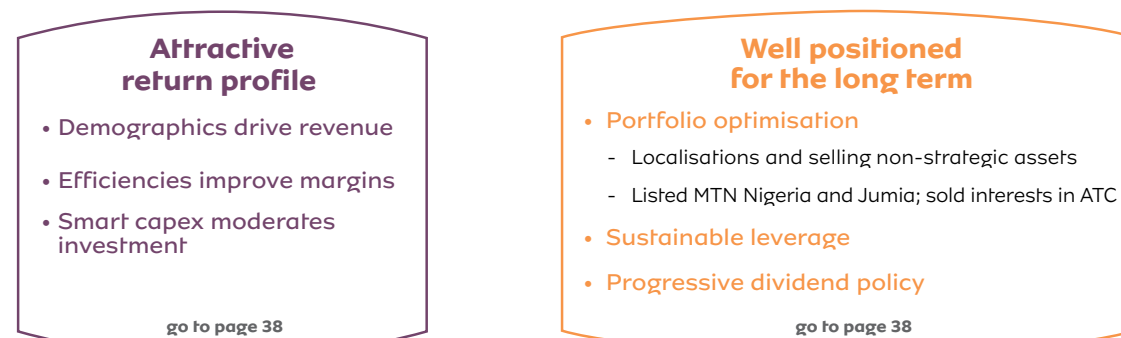 Attractive
return profile
• Demographics drive revenue
• Efficiencies improve margins
• Smart capex moderates
investment
go to page 38
Well positioned
for the long term
• Portfolio optimisation
- Localisations and selling non-strategic assets
- Listed MTN Nigeria and Jumia; sold interests in ATC
• Sustainable leverage
• Progressive dividend policy
go to page 38